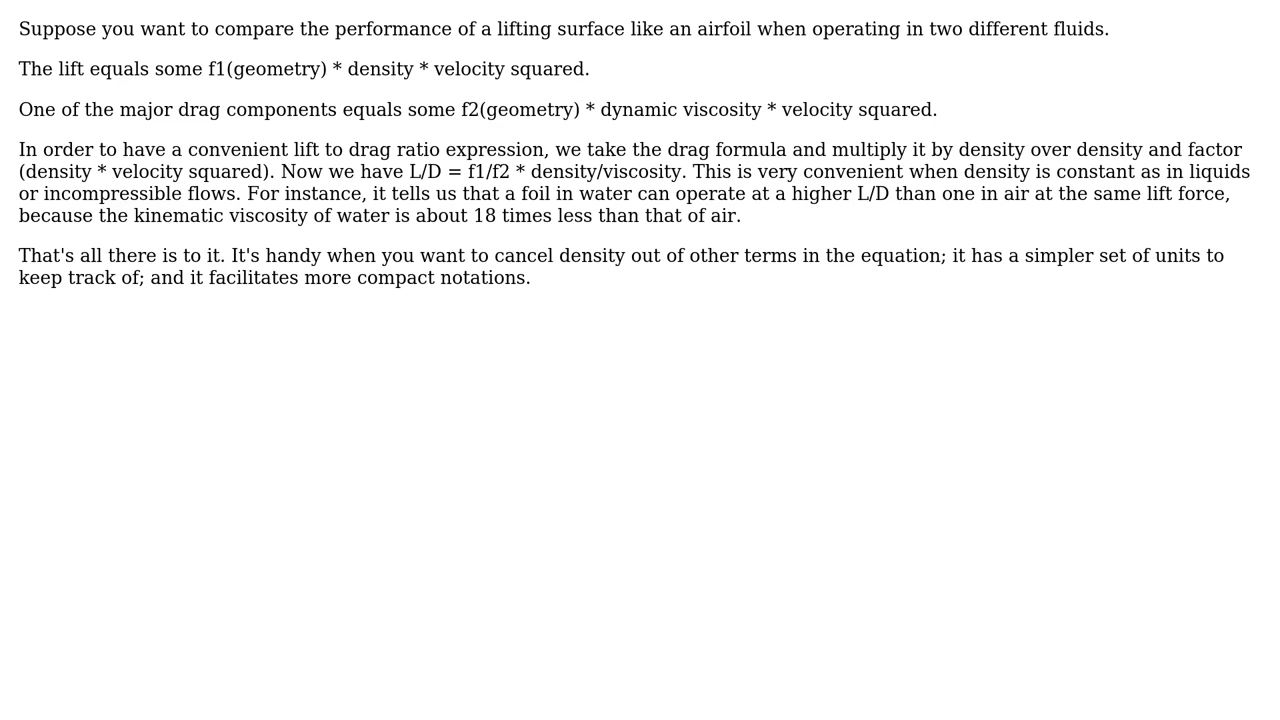 Suppose you want to compare the performance of a lifting surface like an airfoil when operating in two different fluids.
The lift equals some f1(geometry) * density * velocity squared.
One of the major drag components equals some f2(geometry) * dynamic viscosity * velocity squared.
In order to have a convenient lift to drag ratio expression, we take the drag formula and multiply it by density over density and factor
(density * velocity squared). Now we have L/D = f1/f2 * density/viscosity. This is very convenient when density is constant as in liquids
or incompressible flows. For instance, it tells us that a foil in water can operate at a higher L/D than one in air at the same lift force,
because the kinematic viscosity of water is about 18 times less than that of air.
That's all there is to it. It's handy when you want to cancel density out of other terms in the equation; it has a simpler set of units to
keep track of; and it facilitates more compact notations.